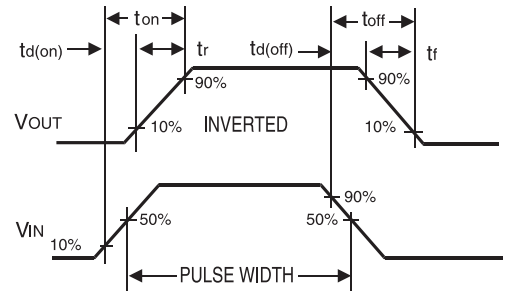 ton toff
td(on) tr td(off) tf
90% 90%
VOUT 10% INVERTED 10%
90%
VIN 50% 50%
10%
PULSE WIDTH